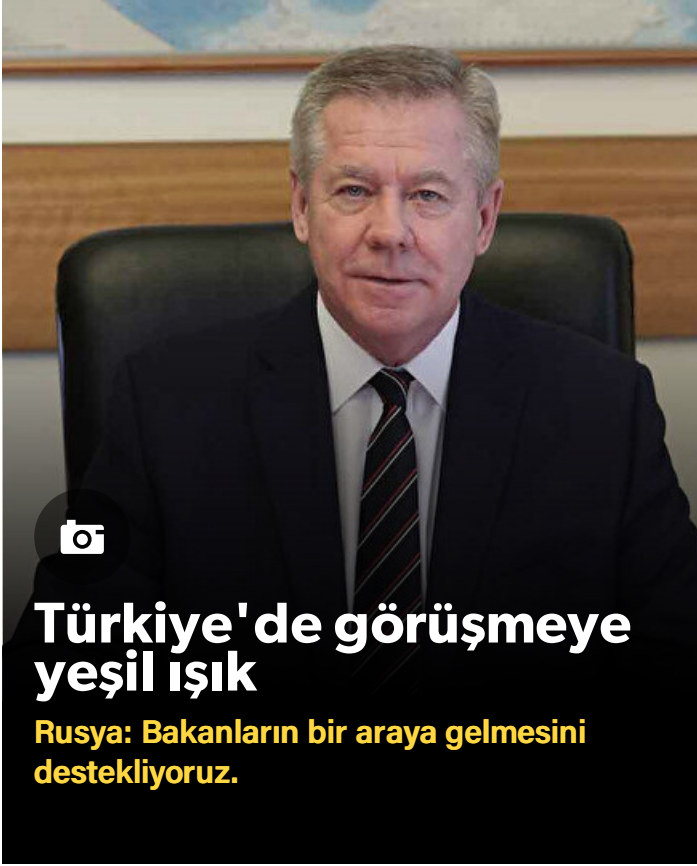 Türkiye'de görüşmeye
yeşil ışık
Rusya: Bakanların bir araya gelmesini
destekliyoruz.